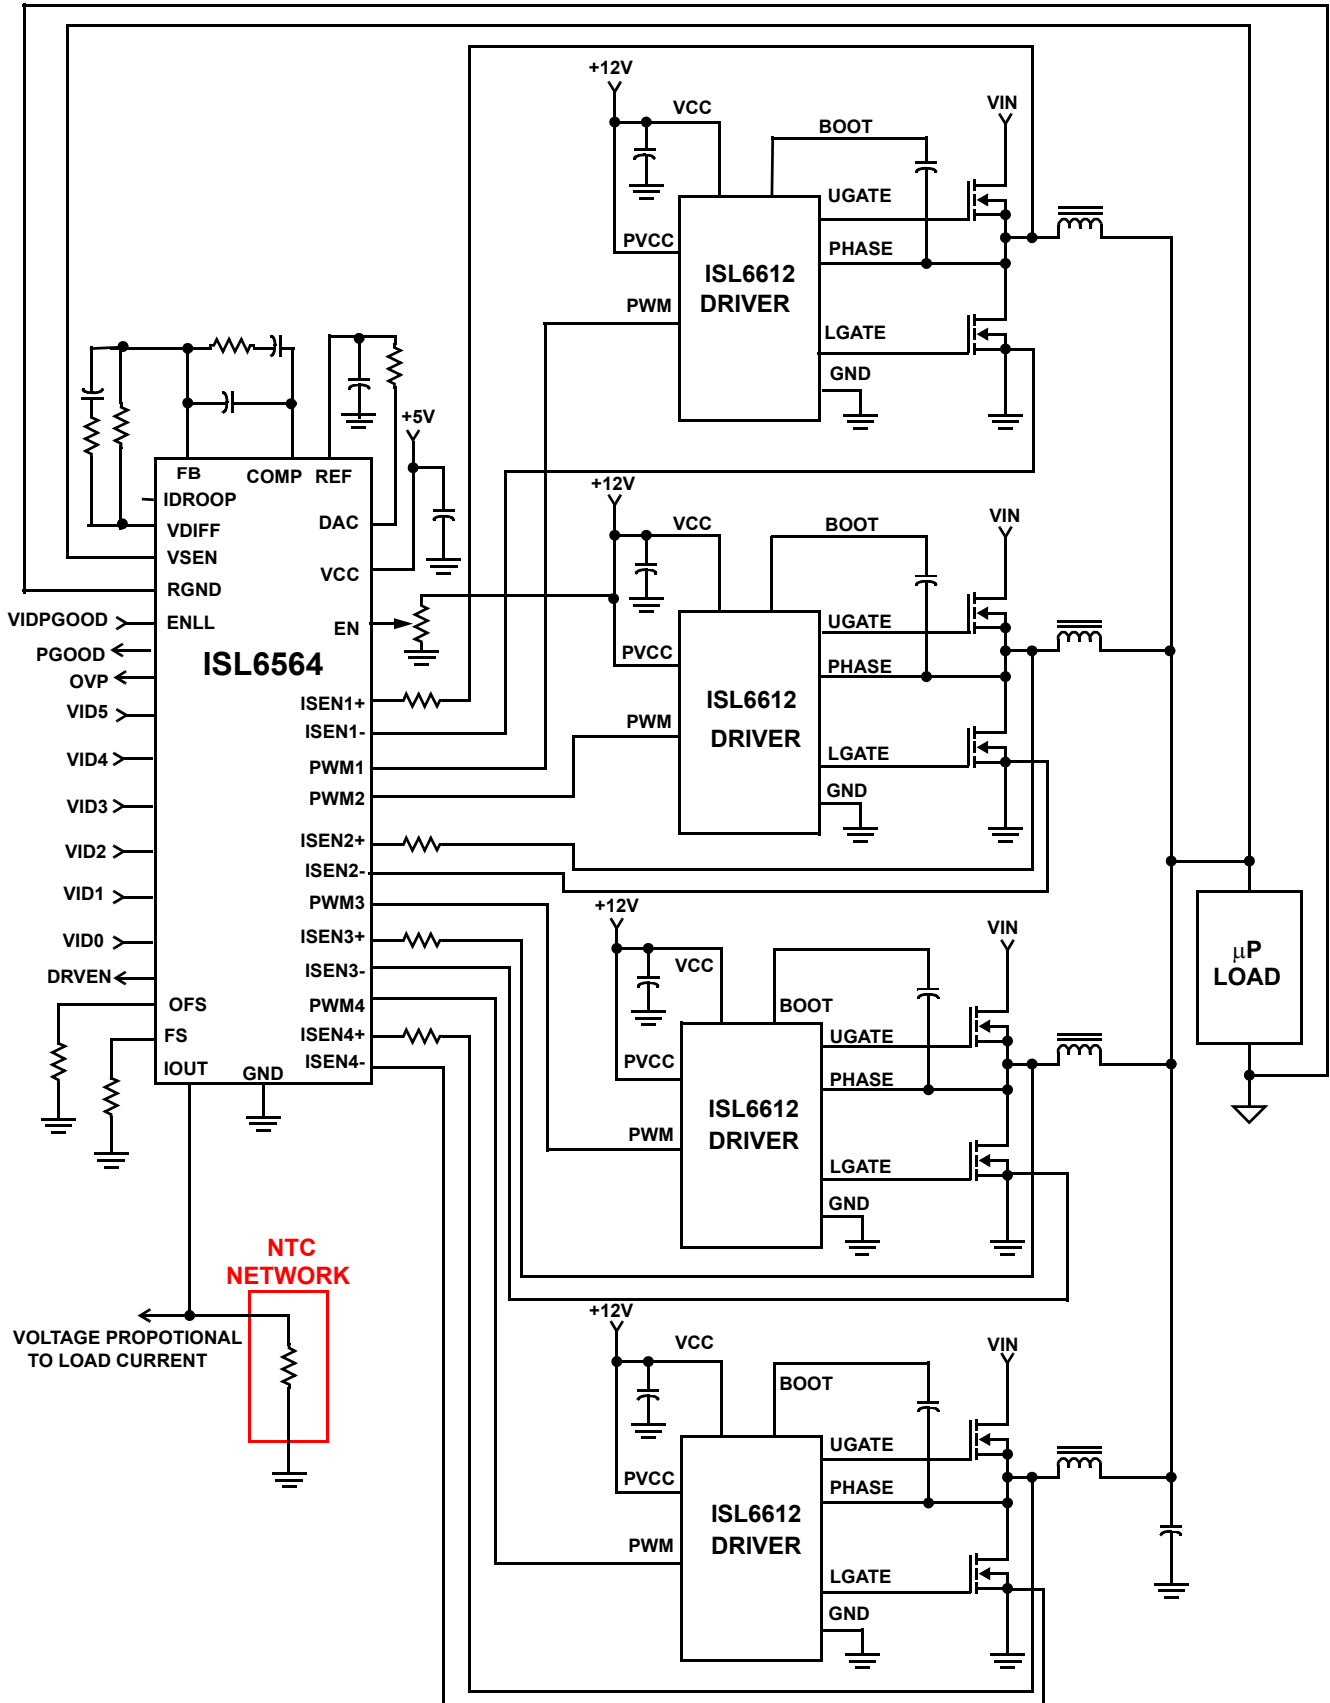 +12V
VCC
VIN
BOOT
UGATE
PVCC
PHASE
ISL6612
DRIVER
PWM
LGATE
GND
+5V
FB
COMP
REF
IDROOP
DAC
VDIFF
VSEN
VCC
RGND
VIDPGOOD
ENLL
EN
PGOOD
ISL6564
OVP
VID5
ISEN1+
ISEN1-
VID4
PWM1
PWM2
VID3
ISEN2+
VID2
ISEN2-
VID1
PWM3
VID0
ISEN3+
DRVEN
ISEN3-
OFS
PWM4
FS
ISEN4+
IOUT
GND
ISEN4-
+12V
VCC
VIN
BOOT
UGATE
PVCC
PHASE
ISL6612
DRIVER
PWM
LGATE
GND
+12V
VCC
VIN
BOOT
UGATE
PVCC
PHASE
ISL6612
DRIVER
PWM
LGATE
GND
μP
LOAD
NTC
NETWORK
VOLTAGE PROPOTIONAL
TO LOAD CURRENT
+12V
VCC
VIN
BOOT
UGATE
PVCC
PHASE
ISL6612
DRIVER
PWM
LGATE
GND